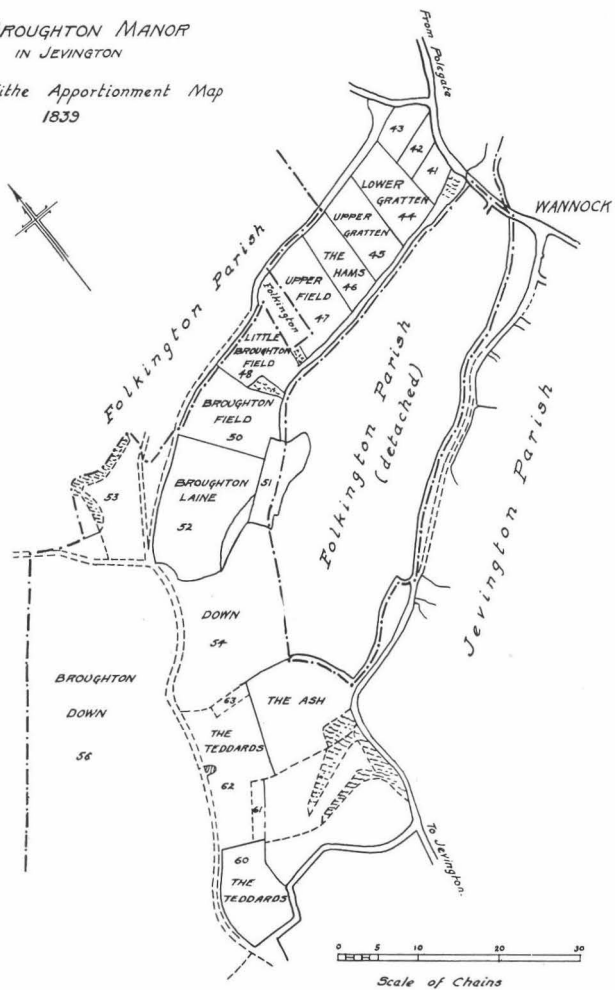 ROUGHTON MANOR
IN JEVINGTON
ithe Apportionment Map
1839
From Polegate
43
42
41
WANNOCK
LOWER
GRATTEN
44
UPPER
GRATTEN
45
THE
HAMS
46
UPPER
FIELD
47
Folkington
Folkington Parish
LITTLE
BROUGHTON
FIELD
48
BROUGHTON
FIELD
50
Folkington Parish
(detached)
Jevington Parish
53
BROUGHTON
LAINE
52
51
DOWN
54
BROUGHTON
DOWN
56
63
THE ASH
THE
TEDDARDS
62
61
60
THE
TEDDARDS
To Jevington.
0 5 10 20 30
Scale of Chains